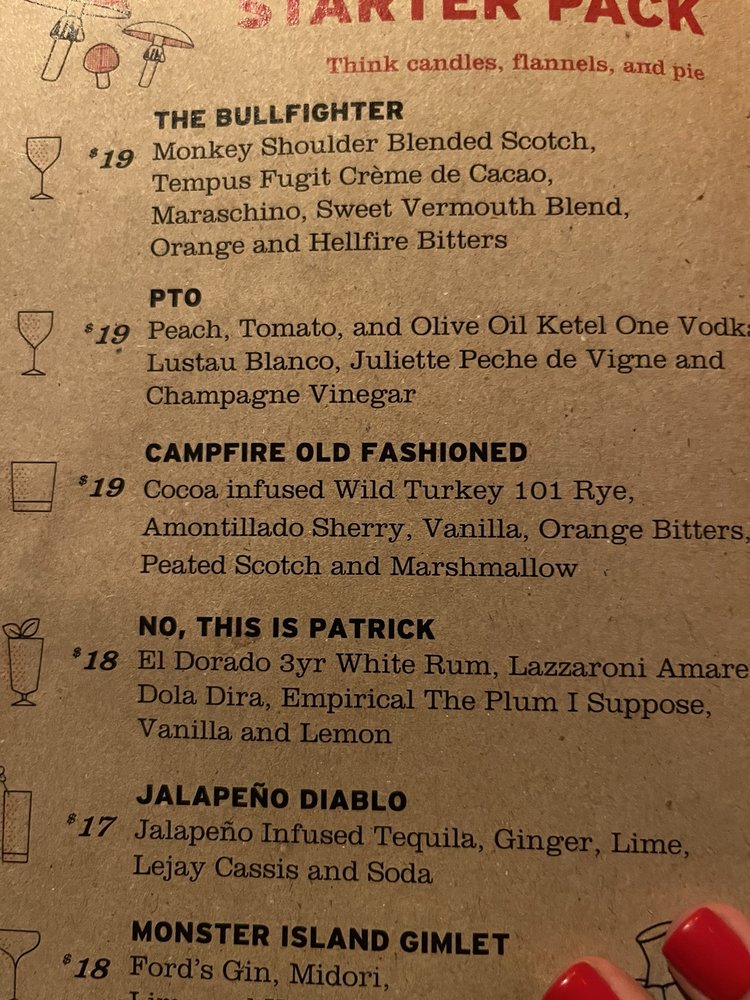 STARTER PACK
Think candles, flannels, and pie
THE BULLFIGHTER
$19 Monkey Shoulder Blended Scotch,
Tempus Fugit Crème de Cacao,
Maraschino, Sweet Vermouth Blend,
Orange and Hellfire Bitters
PTO
$19 Peach, Tomato, and Olive Oil Ketel One Vodka
Lustau Blanco, Juliette Peche de Vigne and
Champagne Vinegar
CAMPFIRE OLD FASHIONED
$19 Cocoa infused Wild Turkey 101 Rye,
Amontillado Sherry, Vanilla, Orange Bitters,
Peated Scotch and Marshmallow
NO, THIS IS PATRICK
$18 El Dorado 3yr White Rum, Lazzaroni Amare
Dola Dira, Empirical The Plum I Suppose,
Vanilla and Lemon
JALAPEÑO DIABLO
$17 Jalapeño Infused Tequila, Ginger, Lime,
Lejay Cassis and Soda
MONSTER ISLAND GIMLET
$18 Ford's Gin, Midori,